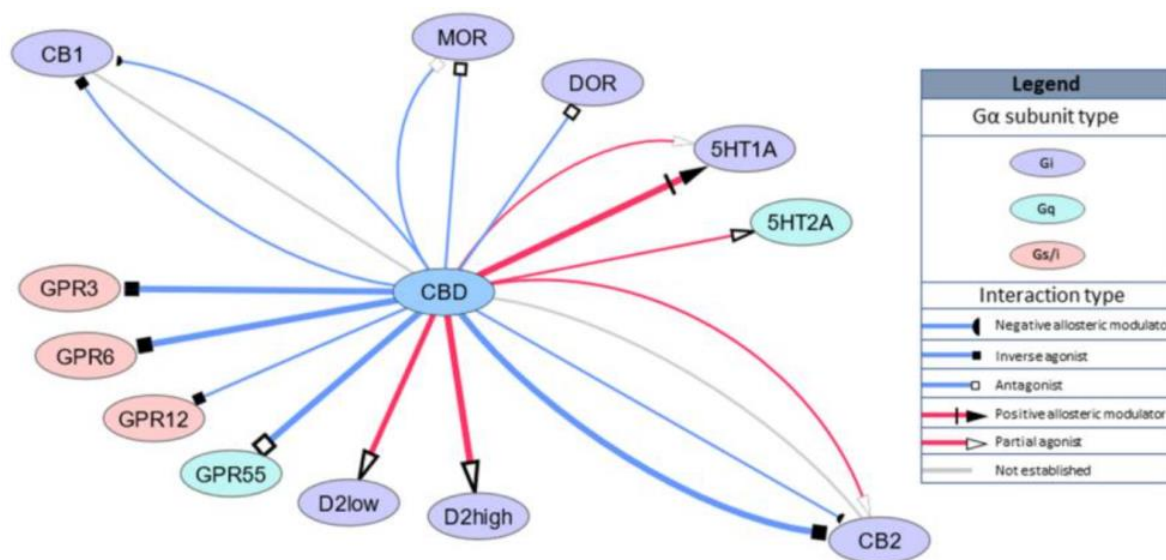 CB1
MOR
DOR
5HT1A
5HT2A
CBD
GPR3
GPR6
GPR12
GPR55
D2low
D2high
CB2
Legend
Gα subunit type
Gi
Gq
Gs/i
Interaction type
Negative allosteric modulato
Inverse agonist
Antagonist
Positive allosteric modulator
Partial agonist
Not established